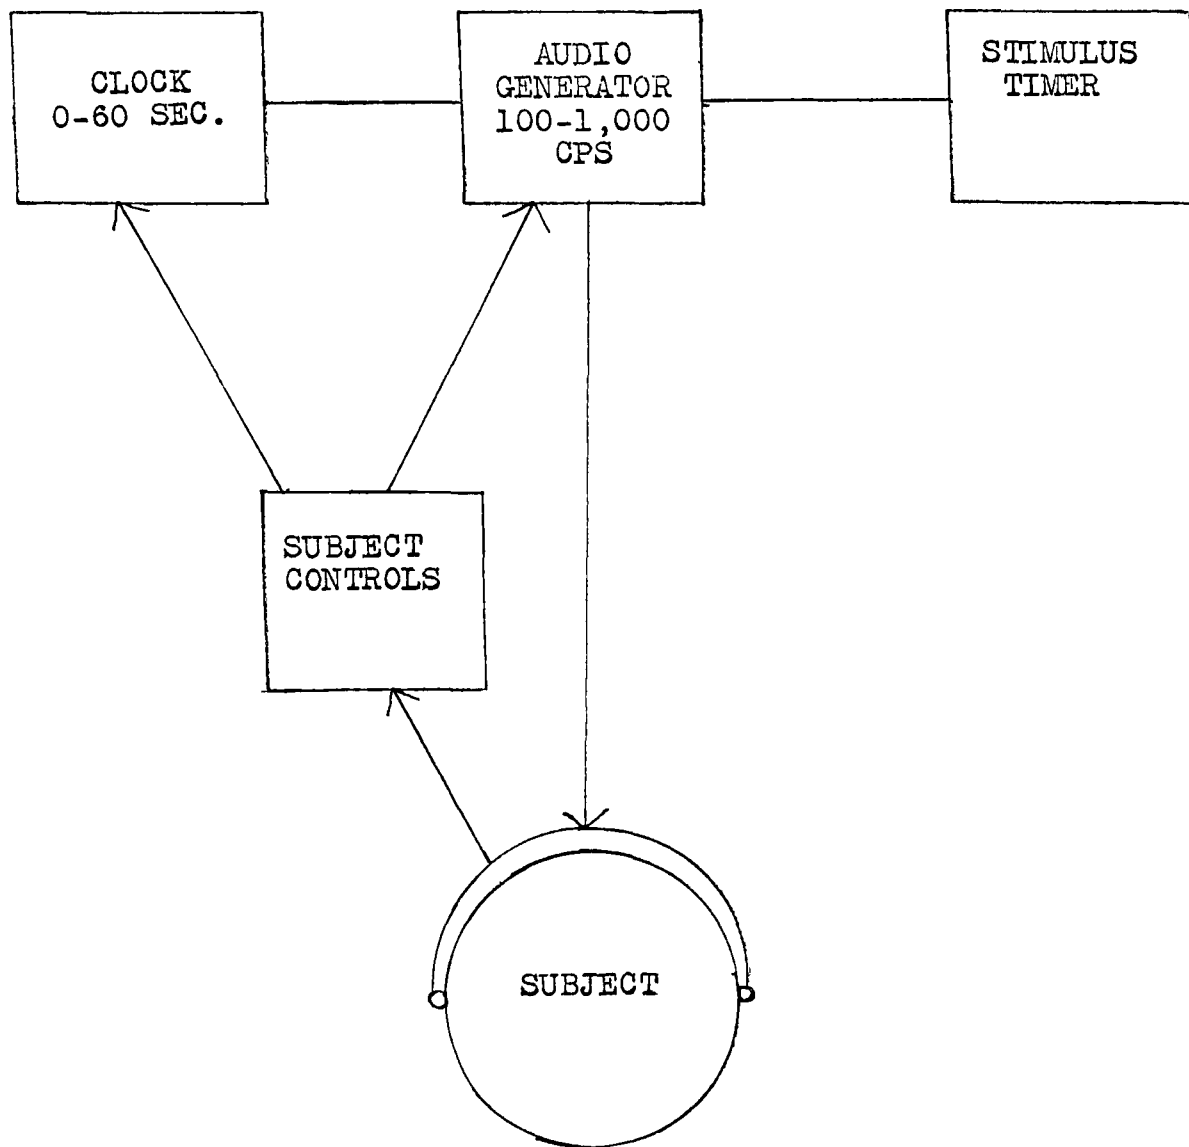 CLOCK
0-60 SEC.
AUDIO
GENERATOR
100-1,000
CPS
STIMULUS
TIMER
SUBJECT
CONTROLS
SUBJECT